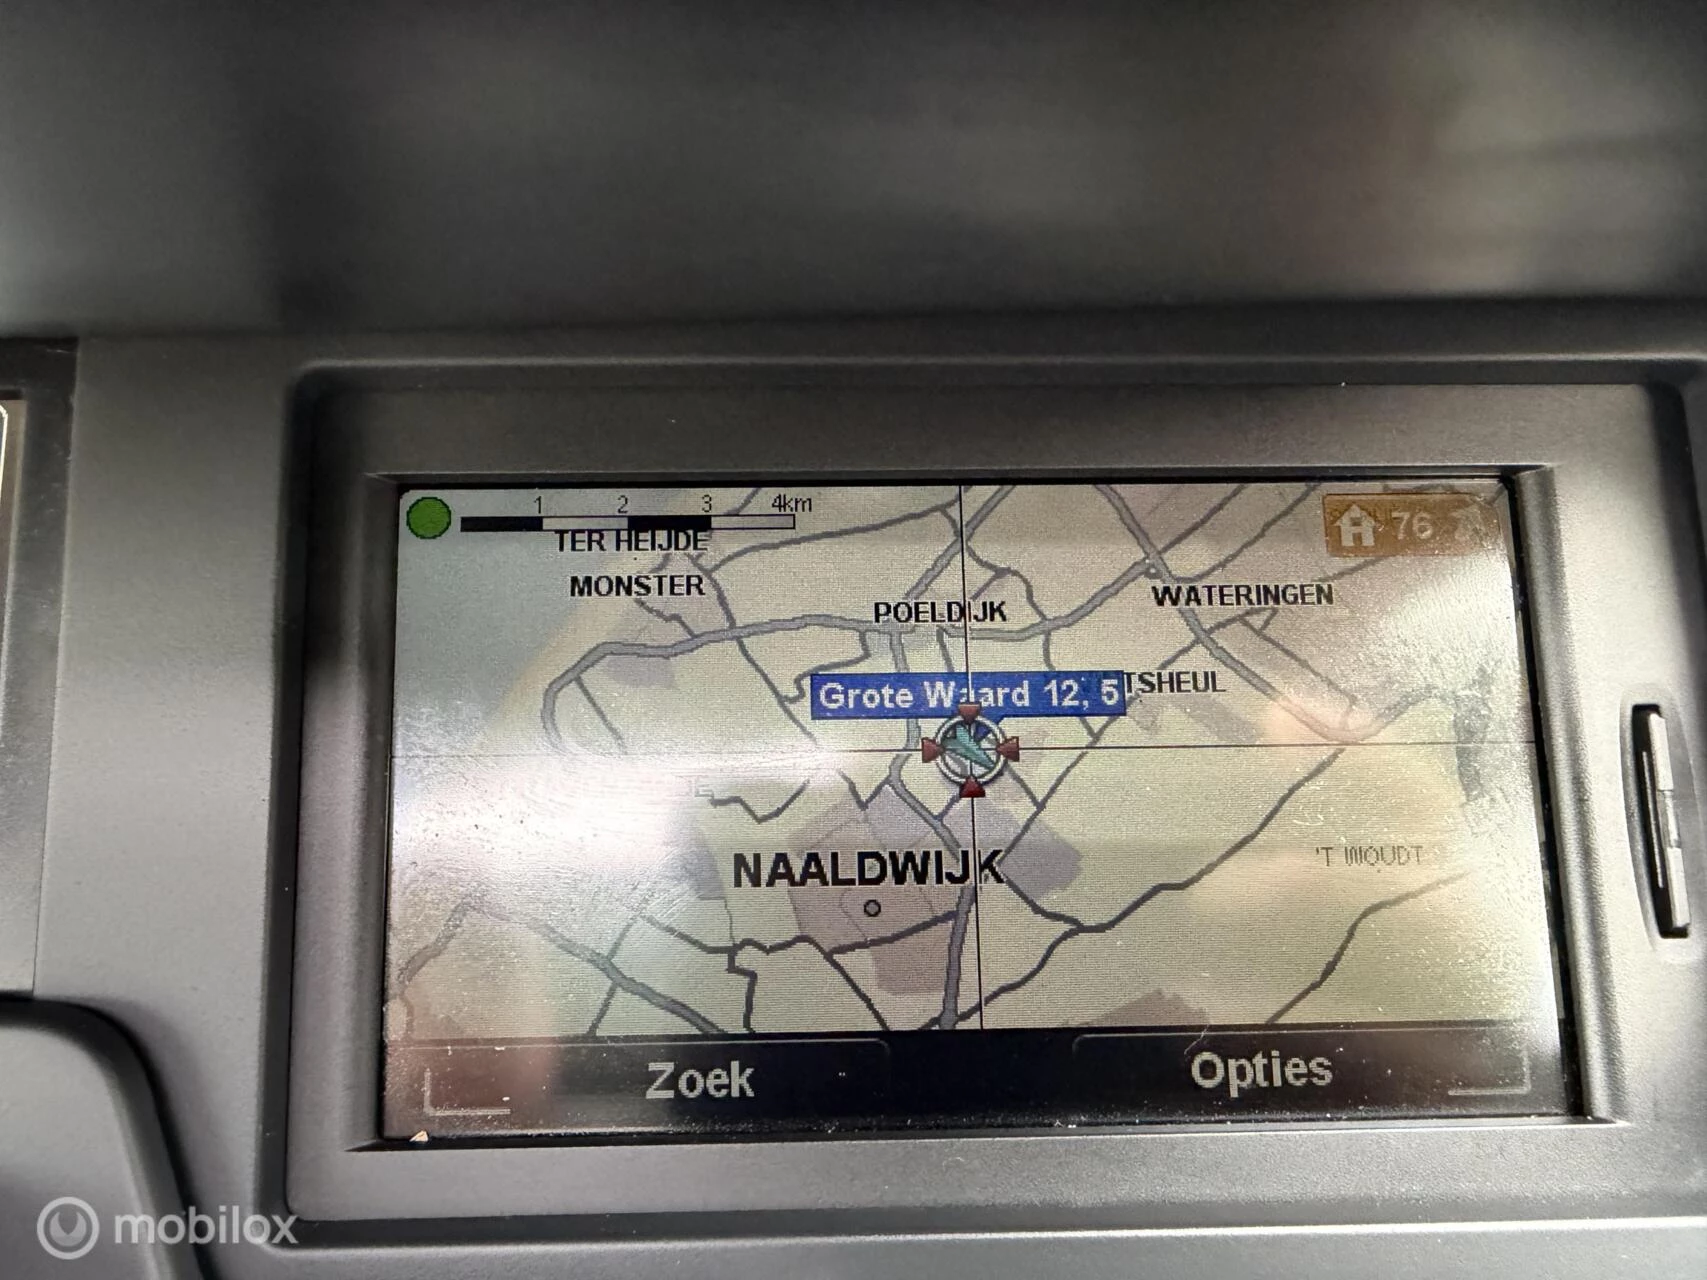 1 2 3 4km
TER HEIJDE
76
MONSTER
WATERINGEN
POELDIJK
TSHEUL
Grote Waard 12, 5
'T WOUDT
NAALDWIJK
Zoek
Opties
mobilox